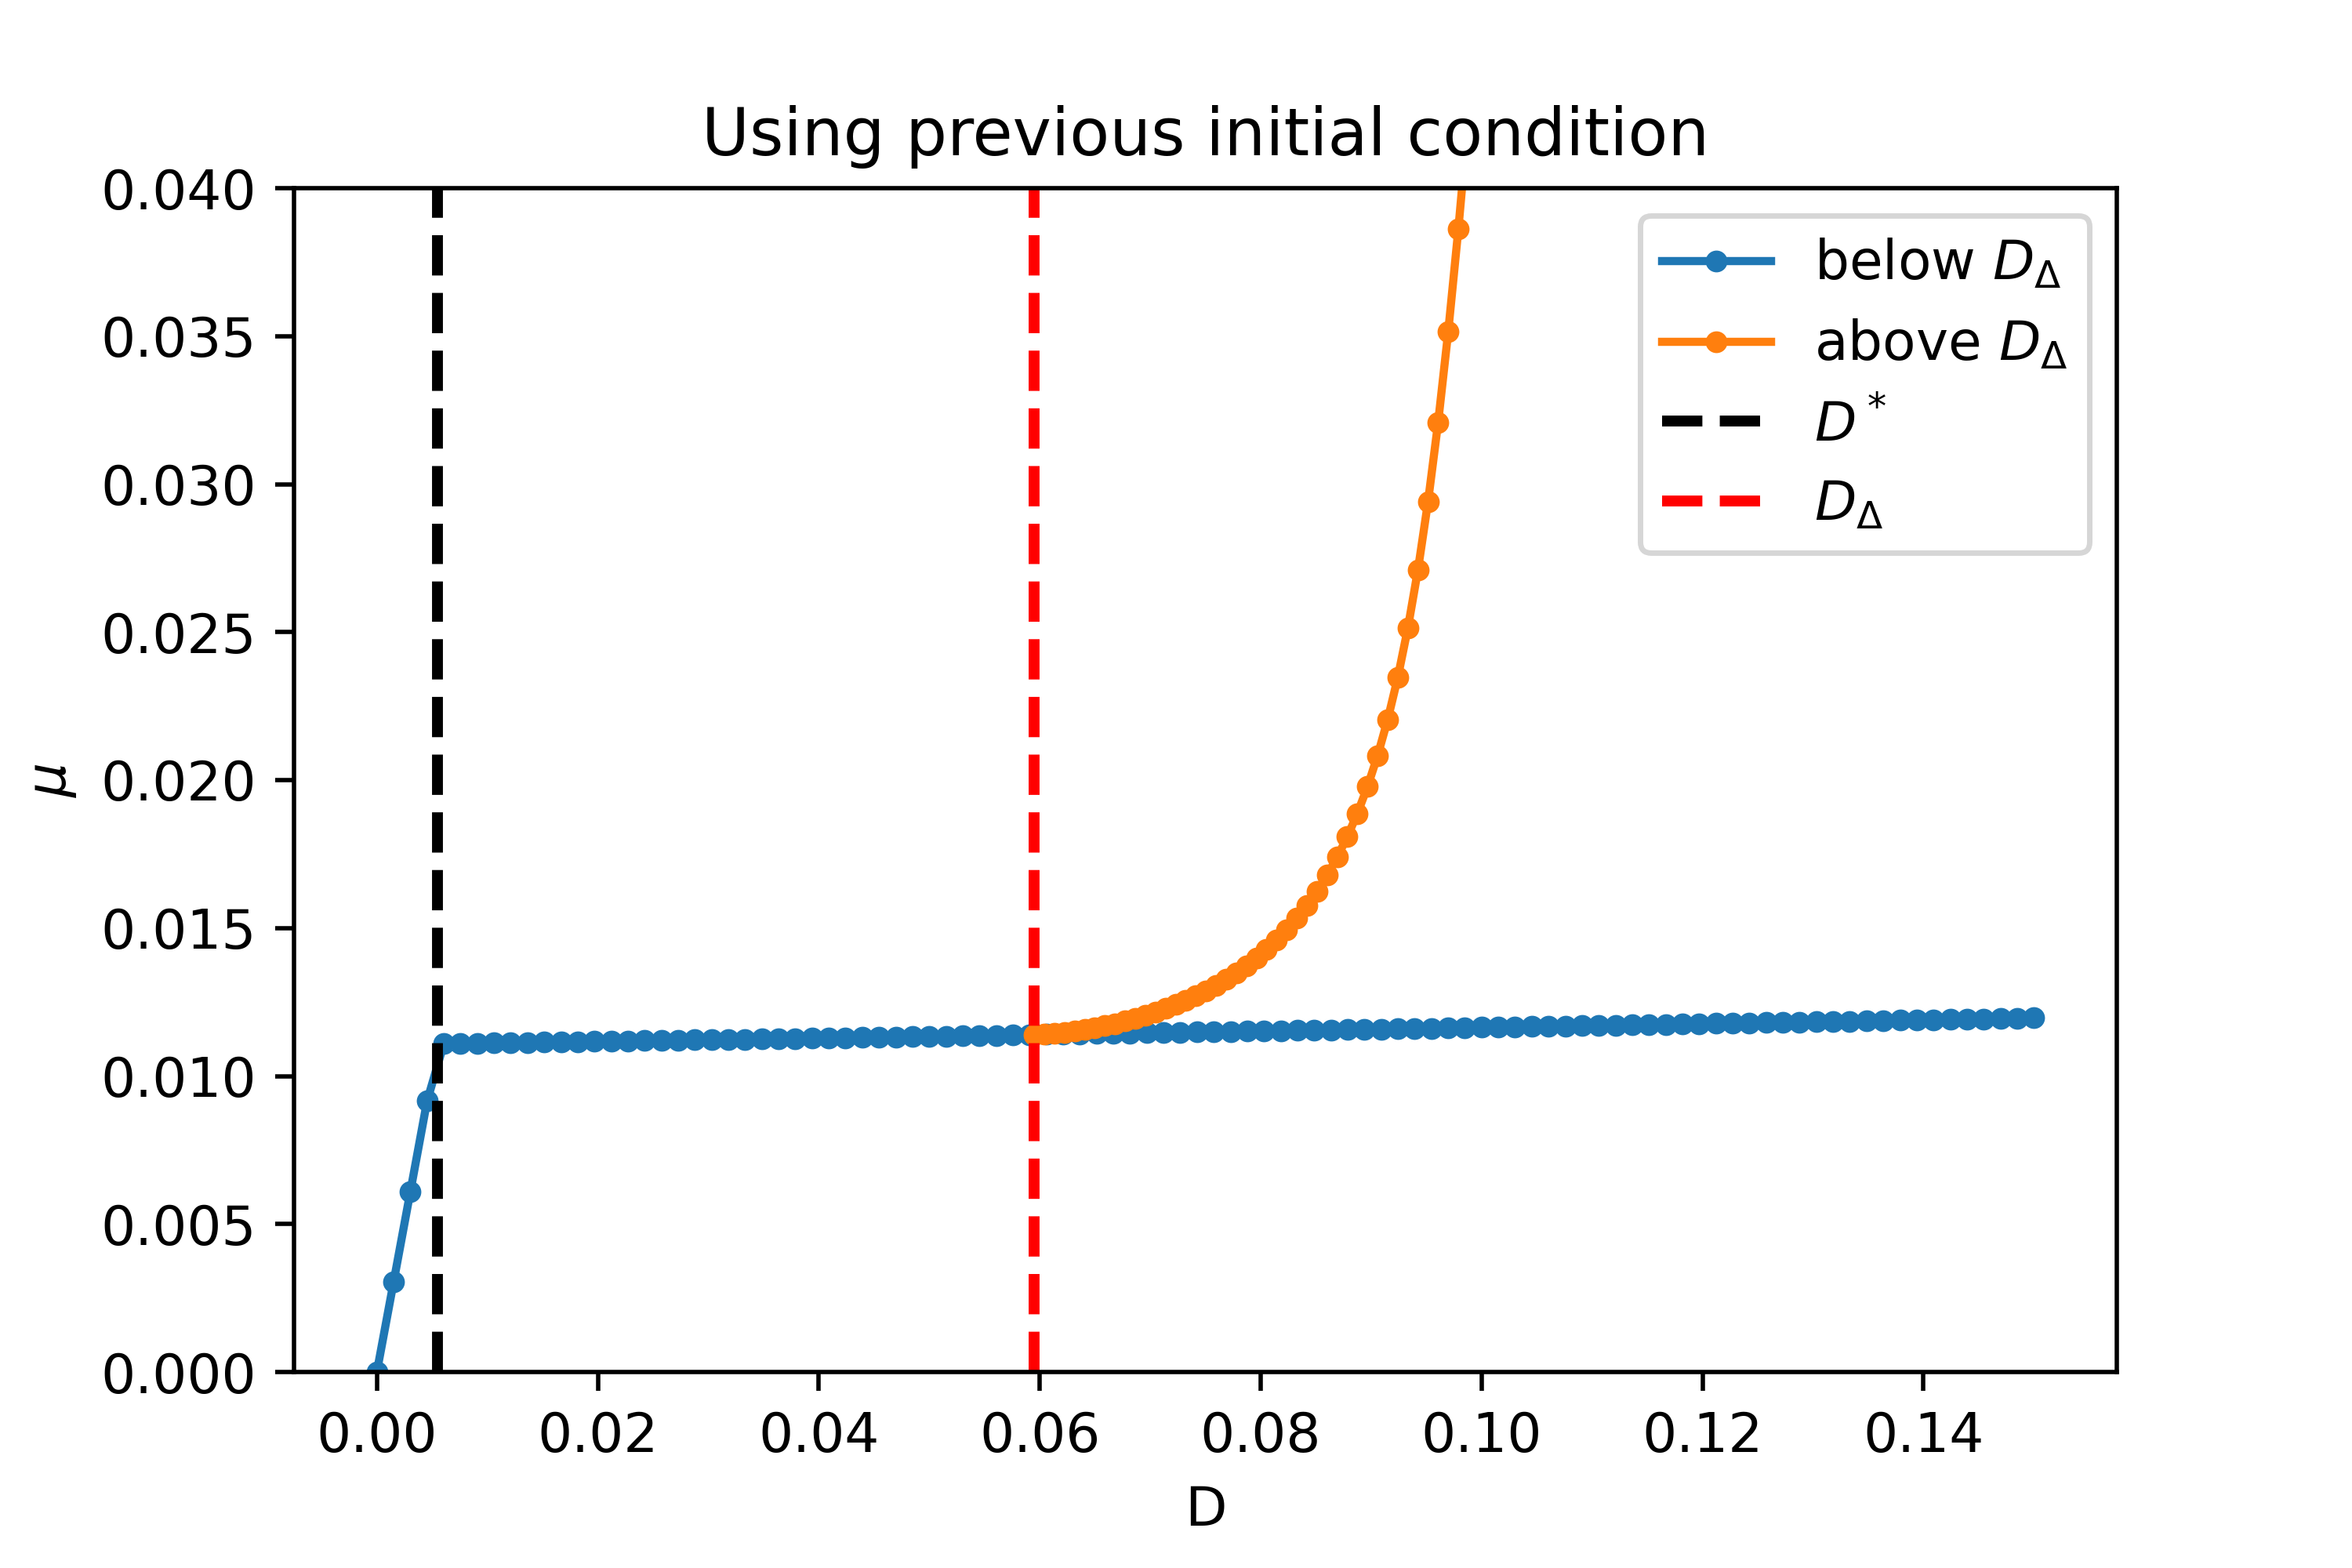 Using previous initial condition
0.040
0.035
0.030
0.025
0.020
0.015
0.010
0.005
0.000
μ
below D_Δ
above D_Δ
D*
D_Δ
0.00 0.02 0.04 0.06 0.08 0.10 0.12 0.14
D